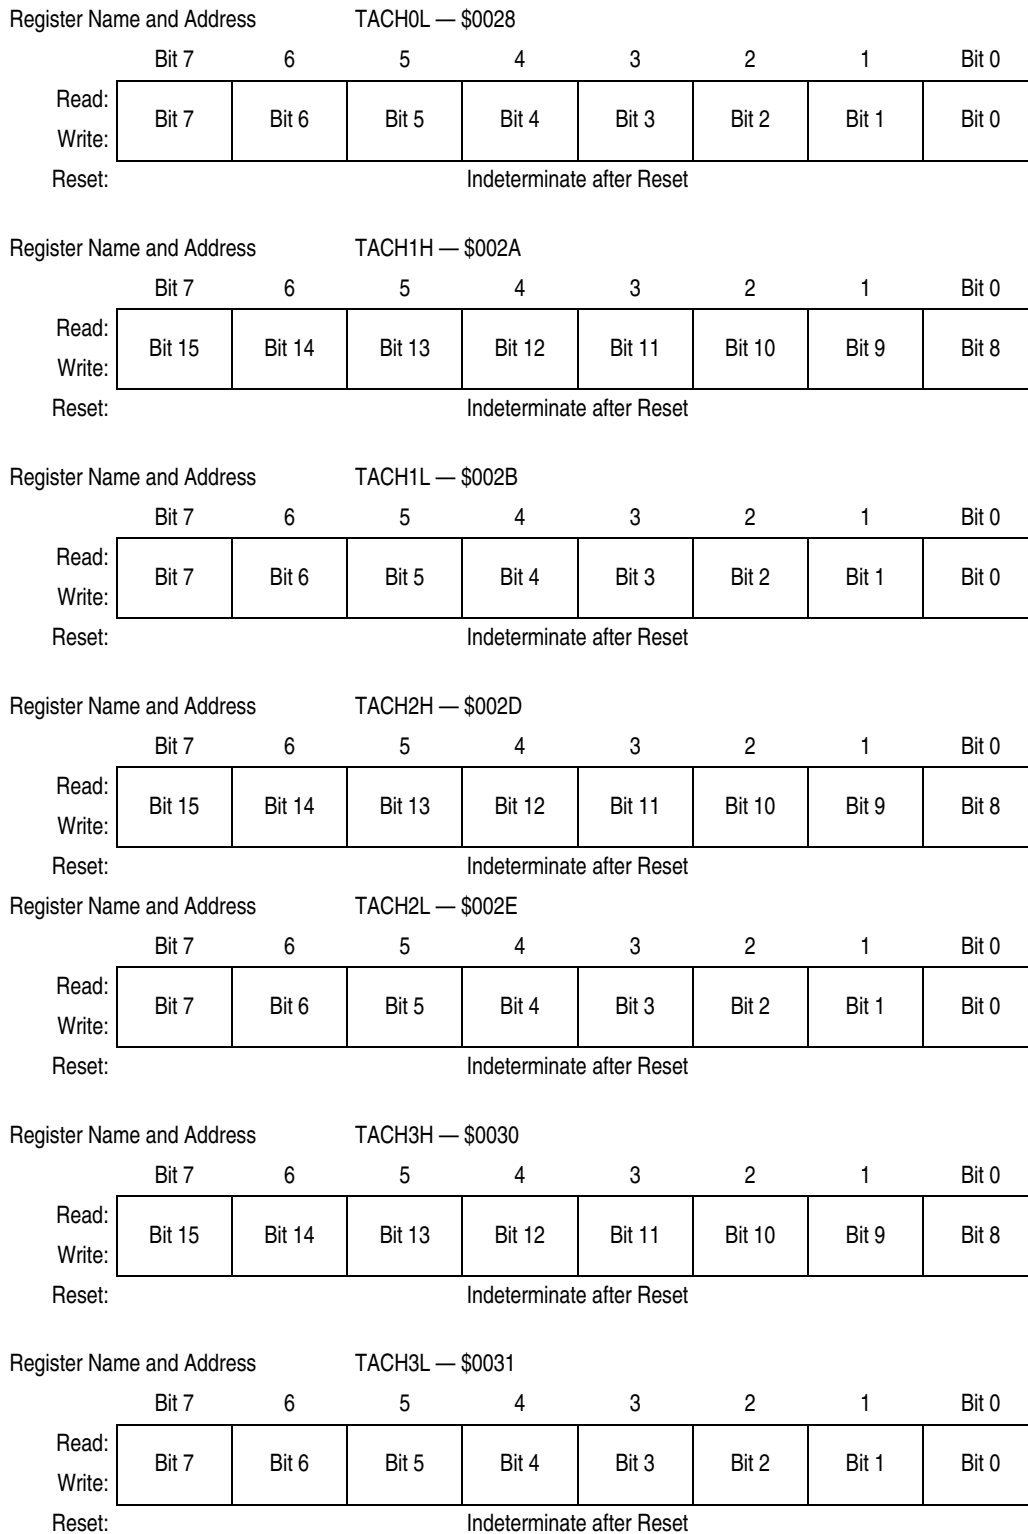 Register Name and Address TACH0L — $0028
Bit 7 6 5 4 3 2 1 Bit 0
Read:
Bit 7 Bit 6 Bit 5 Bit 4 Bit 3 Bit 2 Bit 1 Bit 0
Write:
Reset: Indeterminate after Reset
Register Name and Address TACH1H — $002A
Bit 7 6 5 4 3 2 1 Bit 0
Read:
Bit 15 Bit 14 Bit 13 Bit 12 Bit 11 Bit 10 Bit 9 Bit 8
Write:
Reset: Indeterminate after Reset
Register Name and Address TACH1L — $002B
Bit 7 6 5 4 3 2 1 Bit 0
Read:
Bit 7 Bit 6 Bit 5 Bit 4 Bit 3 Bit 2 Bit 1 Bit 0
Write:
Reset: Indeterminate after Reset
Register Name and Address TACH2H — $002D
Bit 7 6 5 4 3 2 1 Bit 0
Read:
Bit 15 Bit 14 Bit 13 Bit 12 Bit 11 Bit 10 Bit 9 Bit 8
Write:
Reset: Indeterminate after Reset
Register Name and Address TACH2L — $002E
Bit 7 6 5 4 3 2 1 Bit 0
Read:
Bit 7 Bit 6 Bit 5 Bit 4 Bit 3 Bit 2 Bit 1 Bit 0
Write:
Reset: Indeterminate after Reset
Register Name and Address TACH3H — $0030
Bit 7 6 5 4 3 2 1 Bit 0
Read:
Bit 15 Bit 14 Bit 13 Bit 12 Bit 11 Bit 10 Bit 9 Bit 8
Write:
Reset: Indeterminate after Reset
Register Name and Address TACH3L — $0031
Bit 7 6 5 4 3 2 1 Bit 0
Read:
Bit 7 Bit 6 Bit 5 Bit 4 Bit 3 Bit 2 Bit 1 Bit 0
Write:
Reset: Indeterminate after Reset